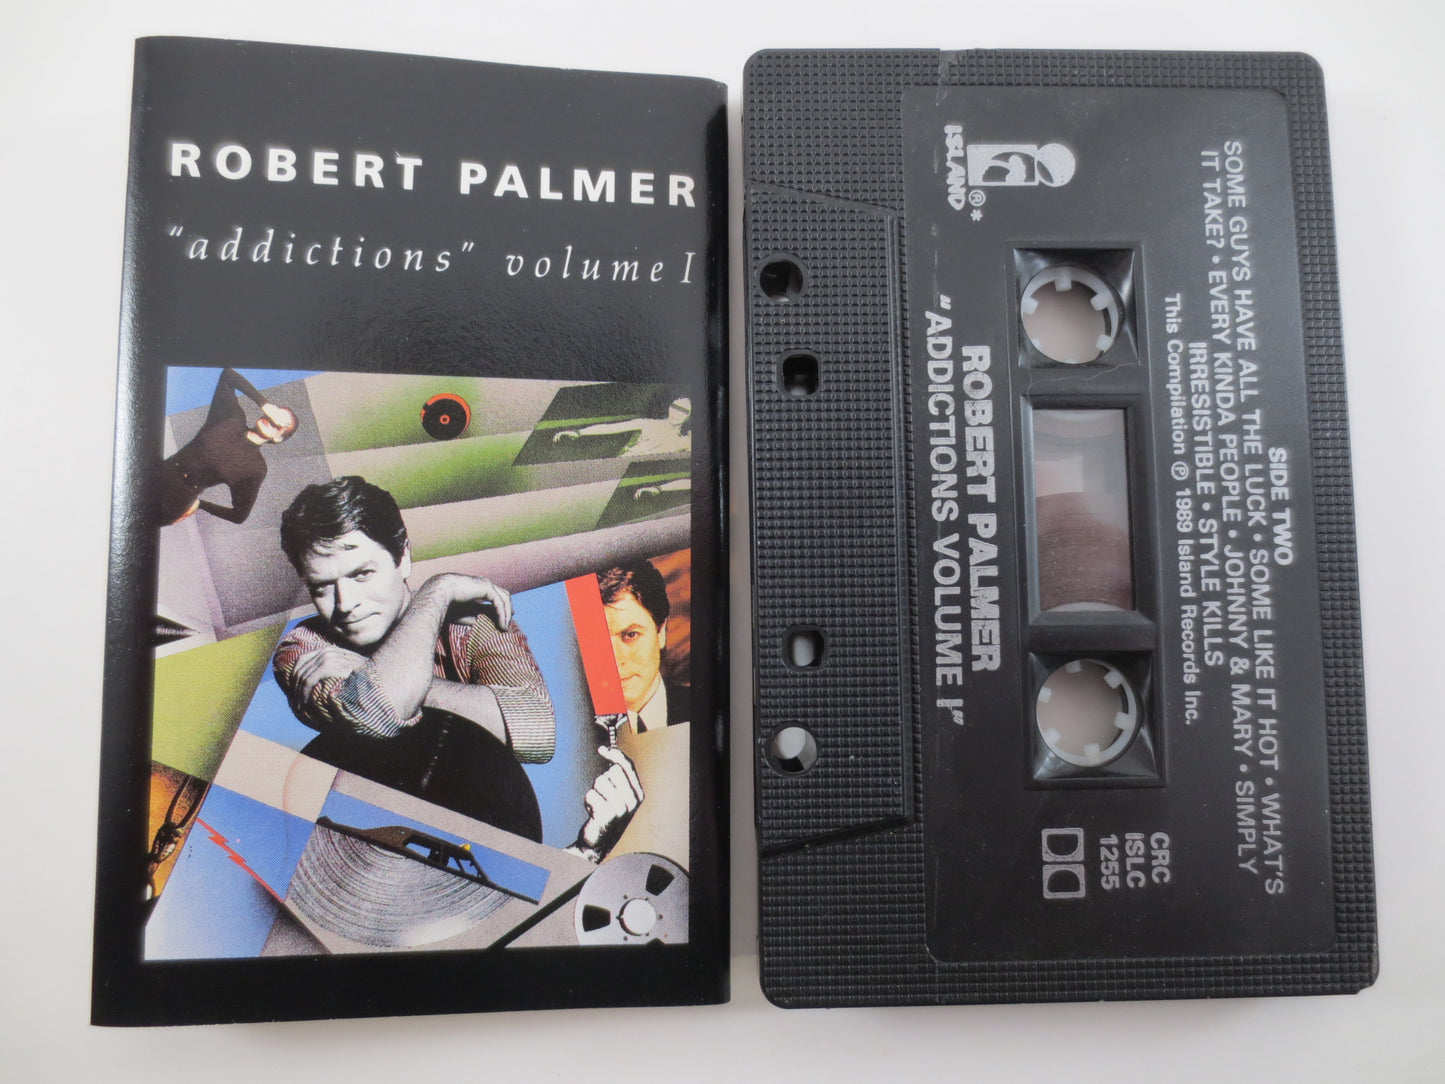 ROBERT PALMER
"addictions" volume I
ISLAND ®*
ROBERT PALMER
"ADDICTIONS VOLUME I"
SIDE TWO
SOME GUYS HAVE ALL THE LUCK • SOME LIKE IT HOT • WHAT'S
IT TAKE? • EVERY KINDA PEOPLE • JOHNNY & MARY • SIMPLY
IRRESISTIBLE • STYLE KILLS
This Compilation ℗ 1989 Island Records Inc.
CRC
ISLC
1255